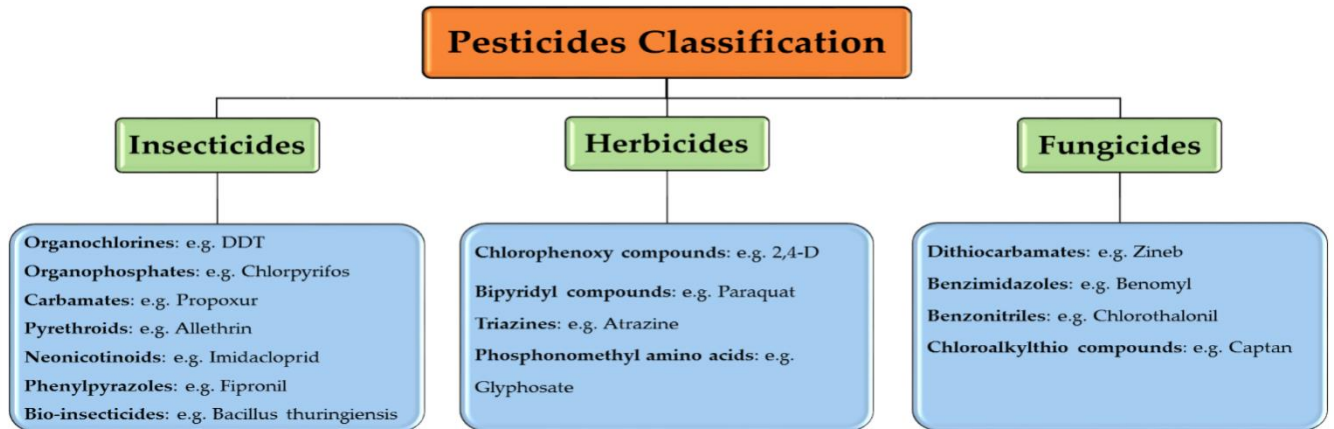 Pesticides Classification
Insecticides
Organochlorines: e.g. DDT
Organophosphates: e.g. Chlorpyrifos
Carbamates: e.g. Propoxur
Pyrethroids: e.g. Allethrin
Neonicotinoids: e.g. Imidacloprid
Phenylpyrazoles: e.g. Fipronil
Bio-insecticides: e.g. Bacillus thuringiensis
Herbicides
Chlorophenoxy compounds: e.g. 2,4-D
Bipyridyl compounds: e.g. Paraquat
Triazines: e.g. Atrazine
Phosphonomethyl amino acids: e.g.
Glyphosate
Fungicides
Dithiocarbamates: e.g. Zineb
Benzimidazoles: e.g. Benomyl
Benzonitriles: e.g. Chlorothalonil
Chloroalkylthio compounds: e.g. Captan